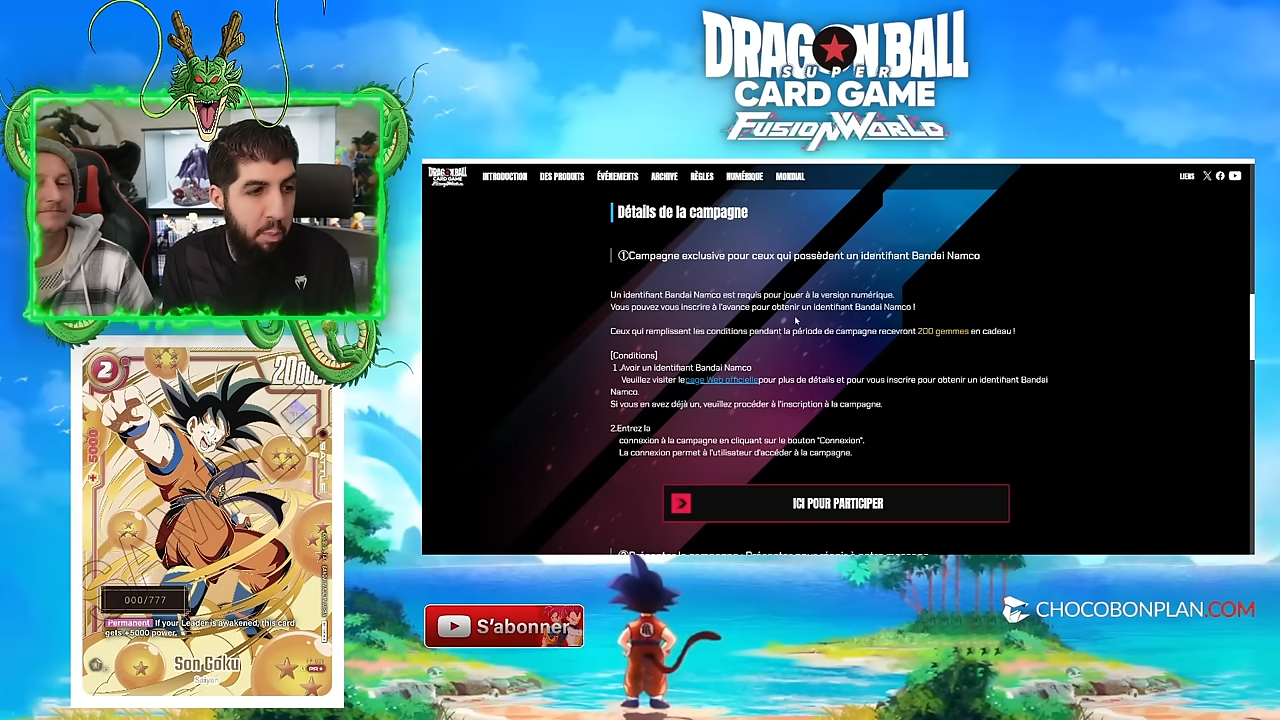 DRAGON BALL
SUPER
CARD GAME
FUSION WORLD
DRAGON BALL
CARD GAME
INTRODUCTION
DES PRODUITS
ÉVÉNEMENTS
ARCHIVE
RÈGLES
NUMÉRIQUE
MONDIAL
LIENS
Détails de la campagne
①Campagne exclusive pour ceux qui possèdent un identifiant Bandai Namco
Un identifiant Bandai Namco est requis pour jouer à la version numérique.
Vous pouvez vous inscrire à l'avance pour obtenir un identifiant Bandai Namco !
Ceux qui remplissent les conditions pendant la période de campagne recevront 200 gemmes en cadeau !
[Conditions]
1 .Avoir un identifiant Bandai Namco
Veuillez visiter lepage Web officiellepour plus de détails et pour vous inscrire pour obtenir un identifiant Bandai
Namco.
Si vous en avez déjà un, veuillez procéder à l'inscription à la campagne.
2.Entrez la
connexion à la campagne en cliquant sur le bouton "Connexion".
La connexion permet à l'utilisateur d'accéder à la campagne.
ICI POUR PARTICIPER
2
20000
+ 5000
000/777
Permanent If your Leader is awakened, this card
gets +5000 power.
Son Goku
Saiyan
PR
S'abonner
CHOCOBONPLAN.COM